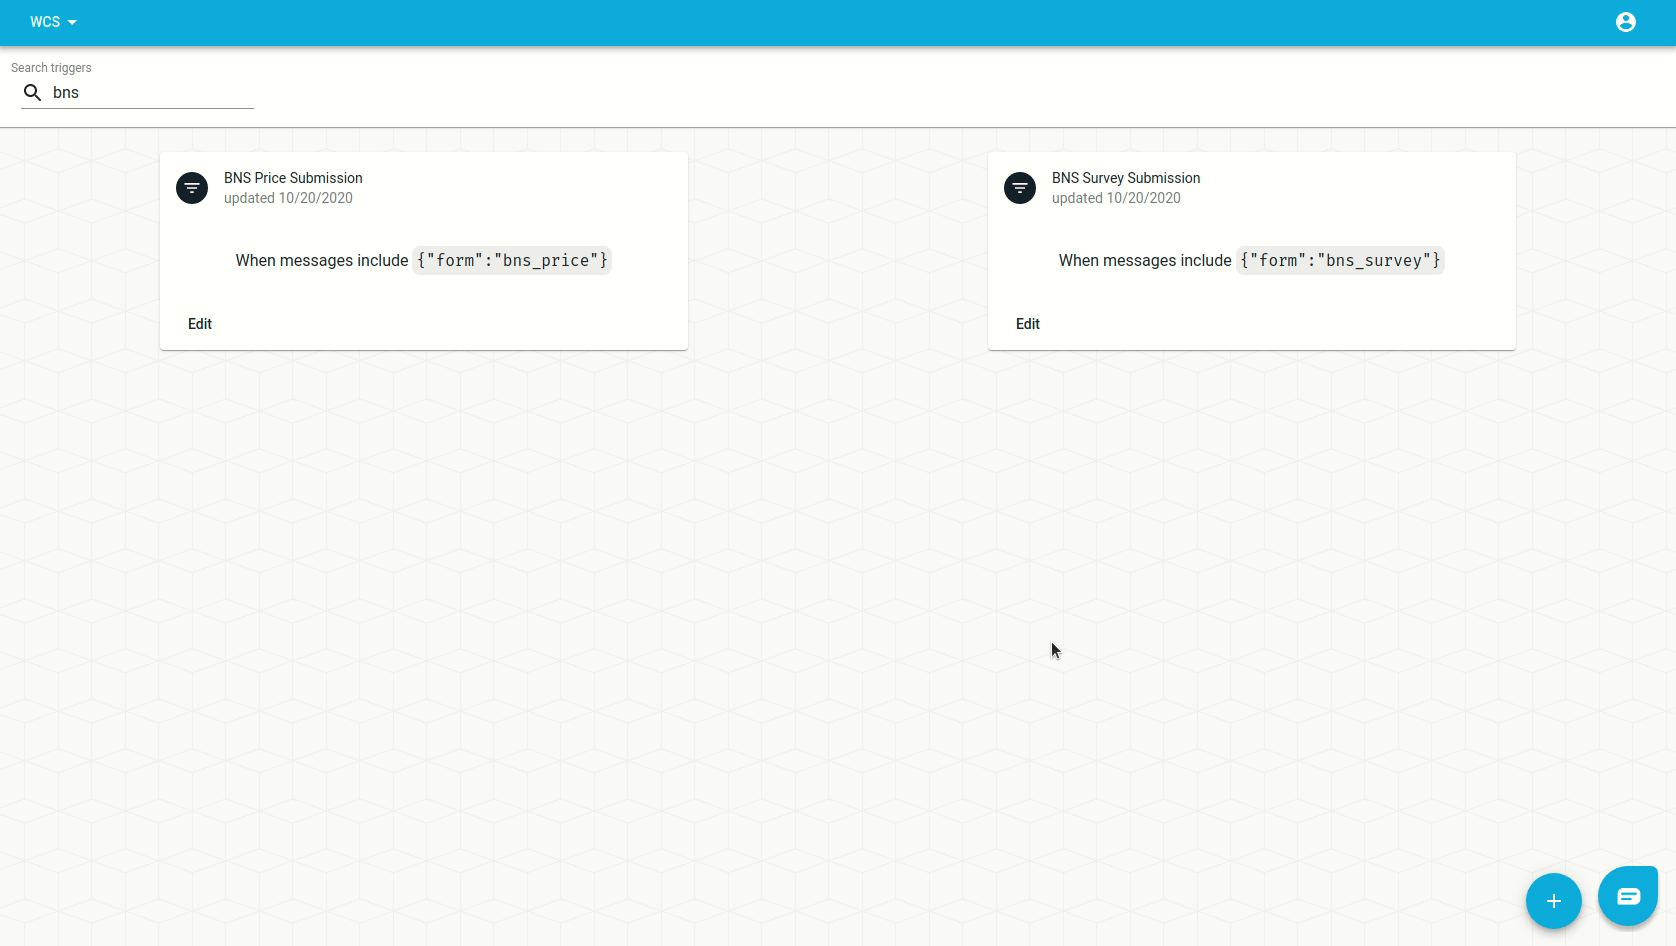 WCS
Search triggers
bns
BNS Price Submission
updated 10/20/2020
When messages include {"form":"bns_price"}
Edit
BNS Survey Submission
updated 10/20/2020
When messages include {"form":"bns_survey"}
Edit